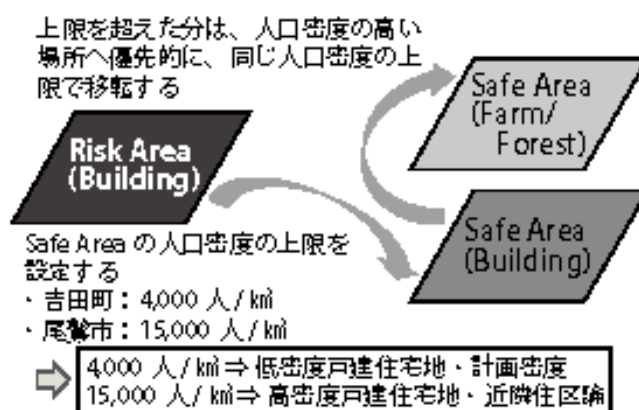 上限を超えた分は、人口密度の高い
場所へ優先的に、同じ人口密度の上
限で移転する
Risk Area
(Building)
Safe Area
(Farm/
Forest)
Safe Area
(Building)
Safe Area の人口密度の上限を
設定する
・吉田町：4,000 人/㎢
・尾鷲市：15,000 人/㎢
4,000 人/㎢⇒低密度戸建住宅地・計画密度
15,000 人/㎢⇒高密度戸建住宅地・近隣住区論